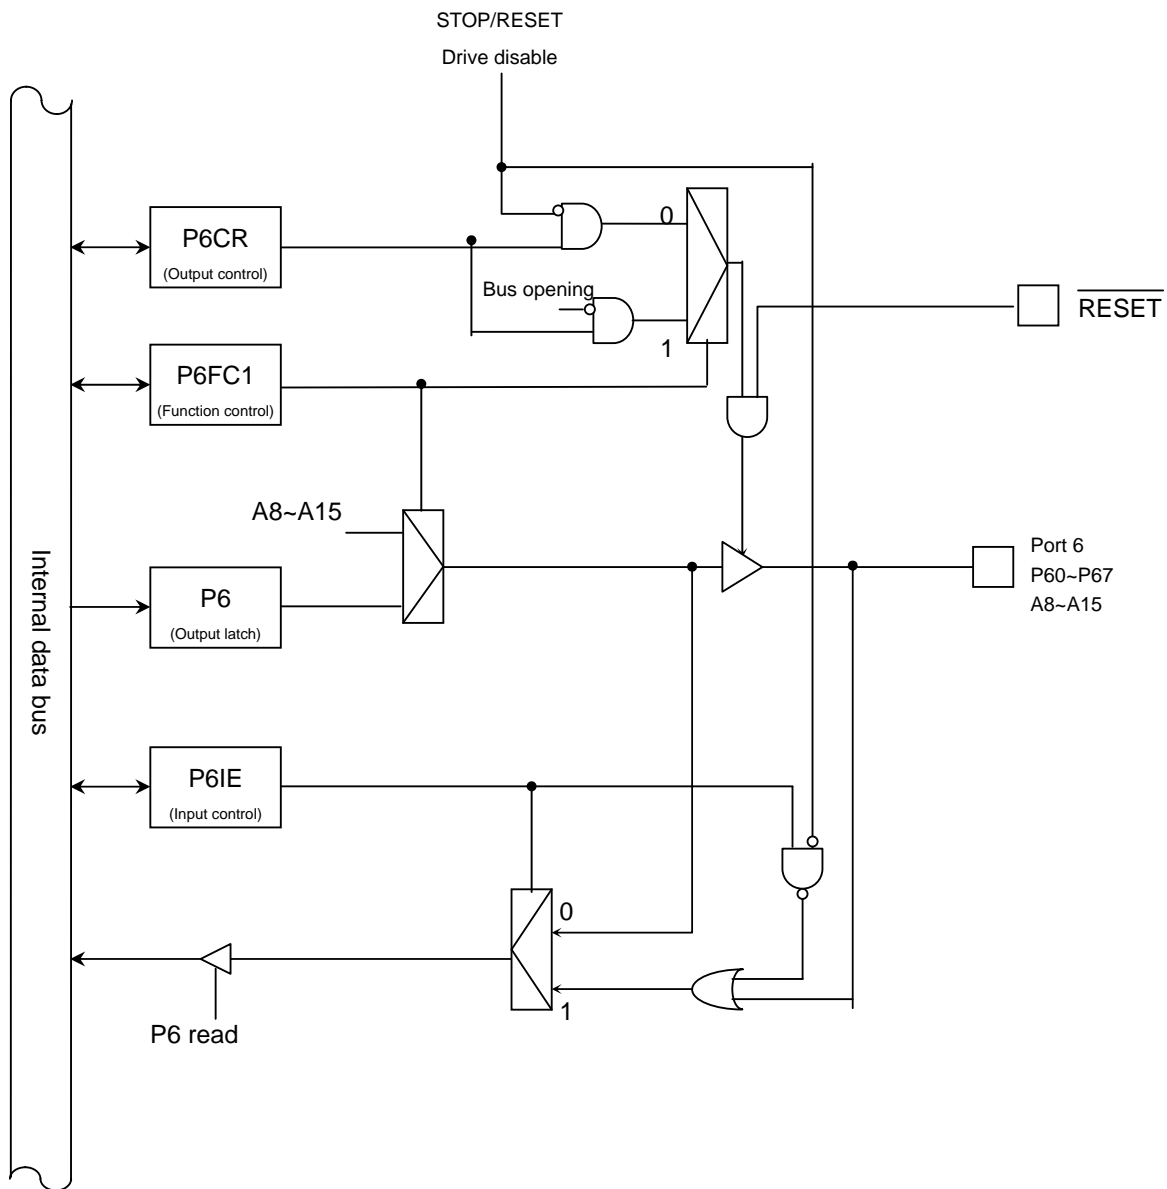 STOP/RESET
Drive disable
P6CR
(Output control)
0
Bus opening
1
RESET
P6FC1
(Function control)
A8~A15
Internal data bus
P6
(Output latch)
Port 6
P60~P67
A8~A15
P6IE
(Input control)
0
1
P6 read